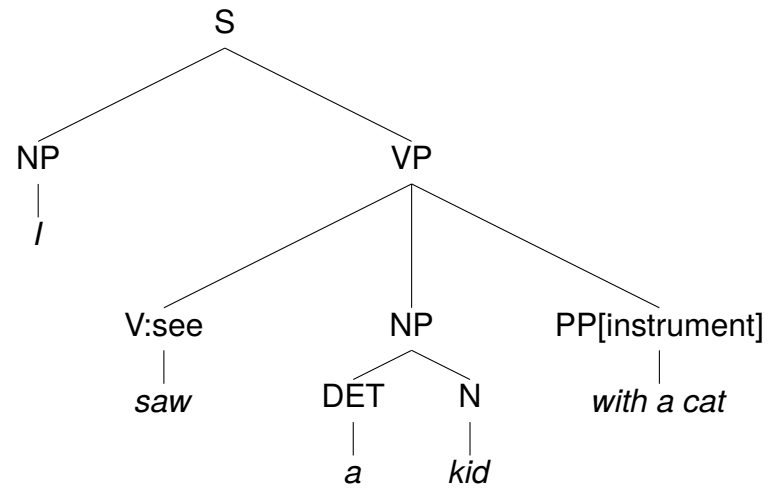 S
NP VP
I
V:see NP PP[instrument]
saw DET N with a cat
a kid